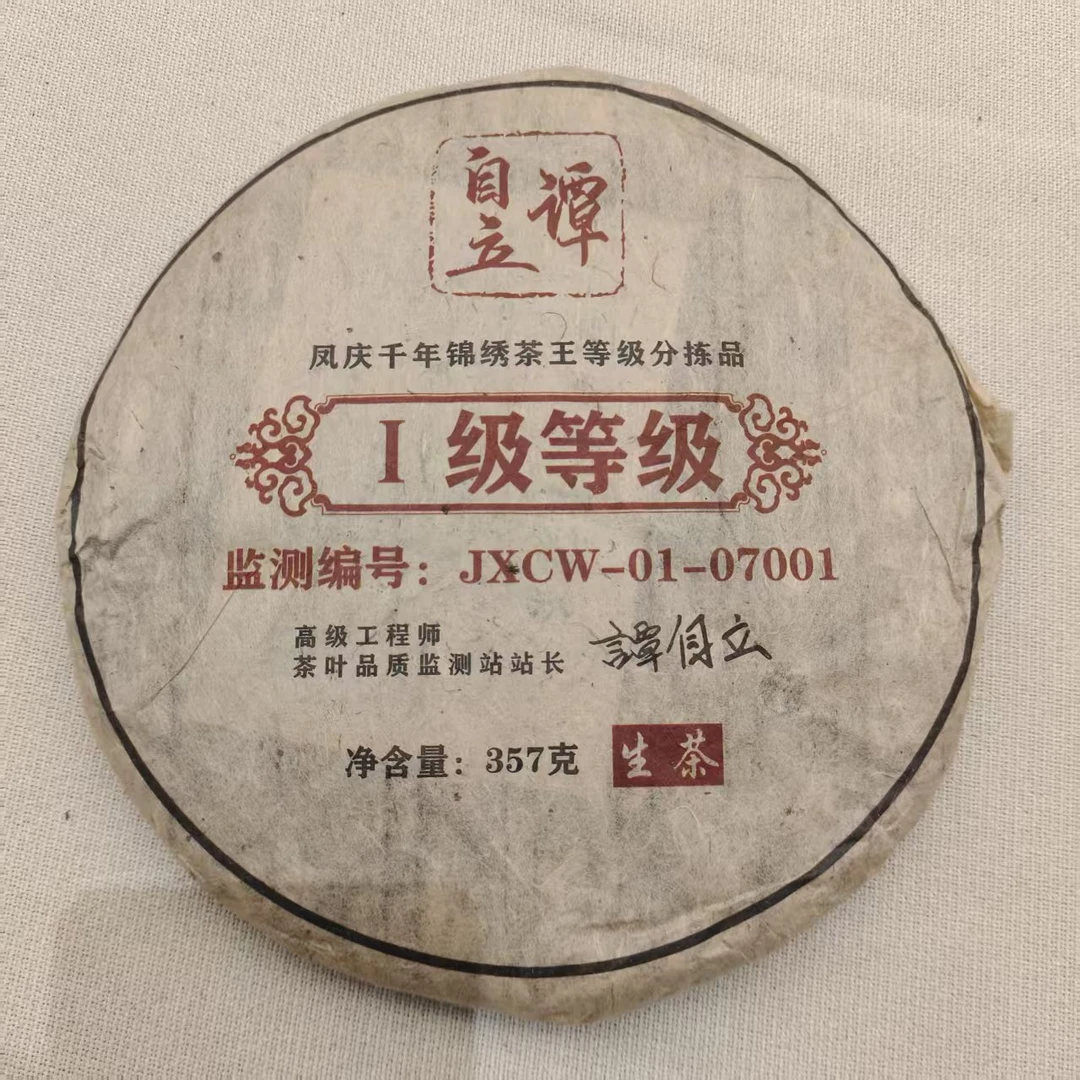 谭自立
凤庆千年锦绣茶王等级分拣品
I 级等级
监测编号：JXCW-01-07001
高级工程师
茶叶品质监测站站长
譚自立
净含量：357克
生茶